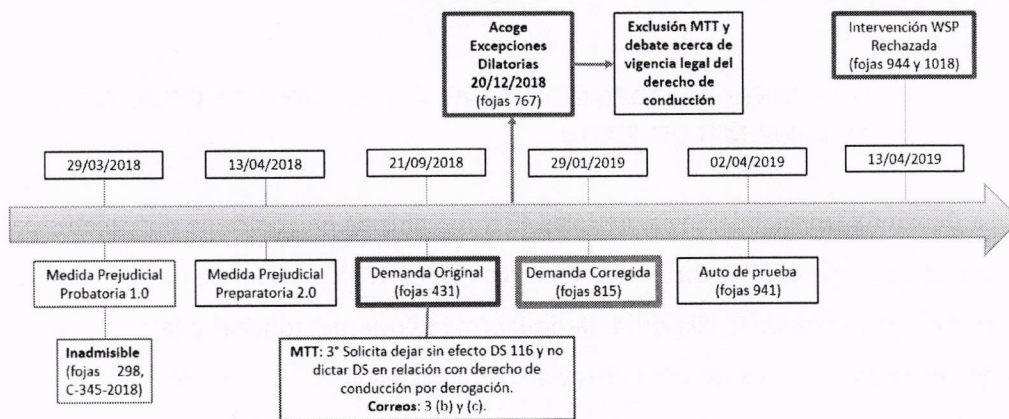 Acoge
Excepciones
Dilatorias
20/12/2018
(fojas 767)
Exclusión MTT y
debate acerca de
vigencia legal del
derecho de
conducción
Intervención WSP
Rechazada
(fojas 944 y 1018)
29/03/2018
13/04/2018
21/09/2018
29/01/2019
02/04/2019
13/04/2019
Medida Prejudicial
Probatoria 1.0
Medida Prejudicial
Preparatoria 2.0
Demanda Original
(fojas 431)
Demanda Corregida
(fojas 815)
Auto de prueba
(fojas 941)
Inadmisible
(fojas 298,
C-345-2018)
MTT: 3° Solicita dejar sin efecto DS 116 y no
dictar DS en relación con derecho de
conducción por derogación.
Correos: 3 (b) y (c).